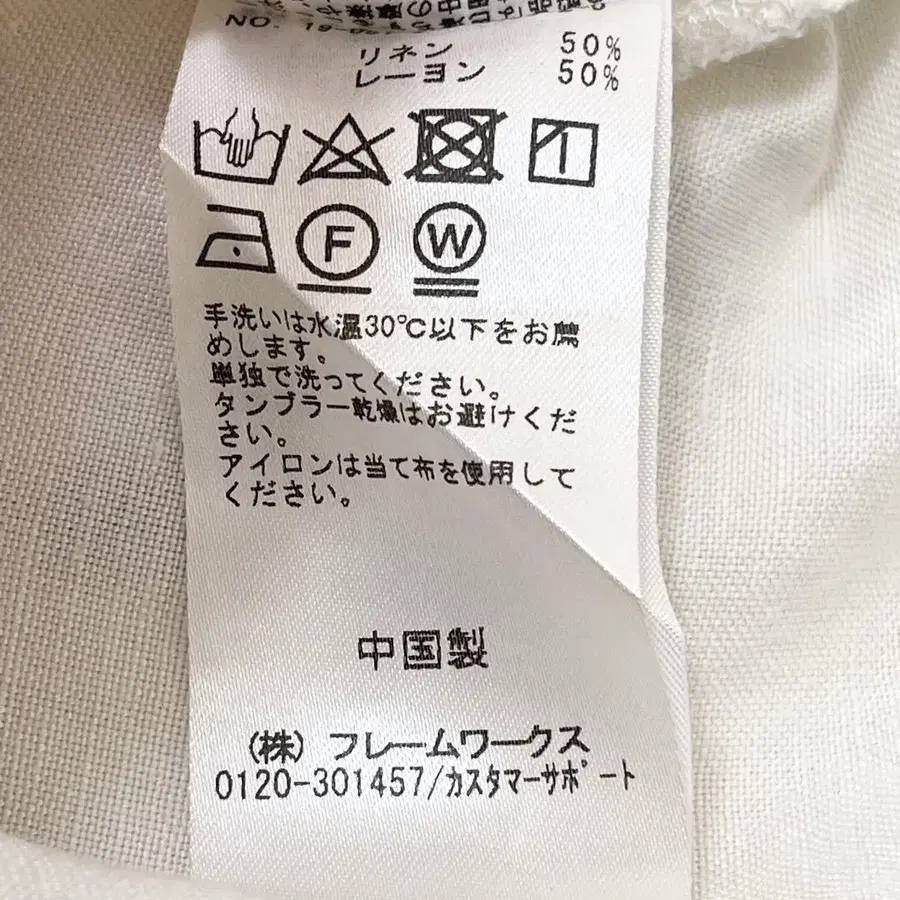 リネン 50%
レーヨン 50%
F
W
手洗いは水温30℃以下をお薦
めします。
単独で洗ってください。
タンブラー乾燥はお避けくだ
さい。
アイロンは当て布を使用して
ください。
中国製
(株) フレームワークス
0120-301457/カスタマーサポート